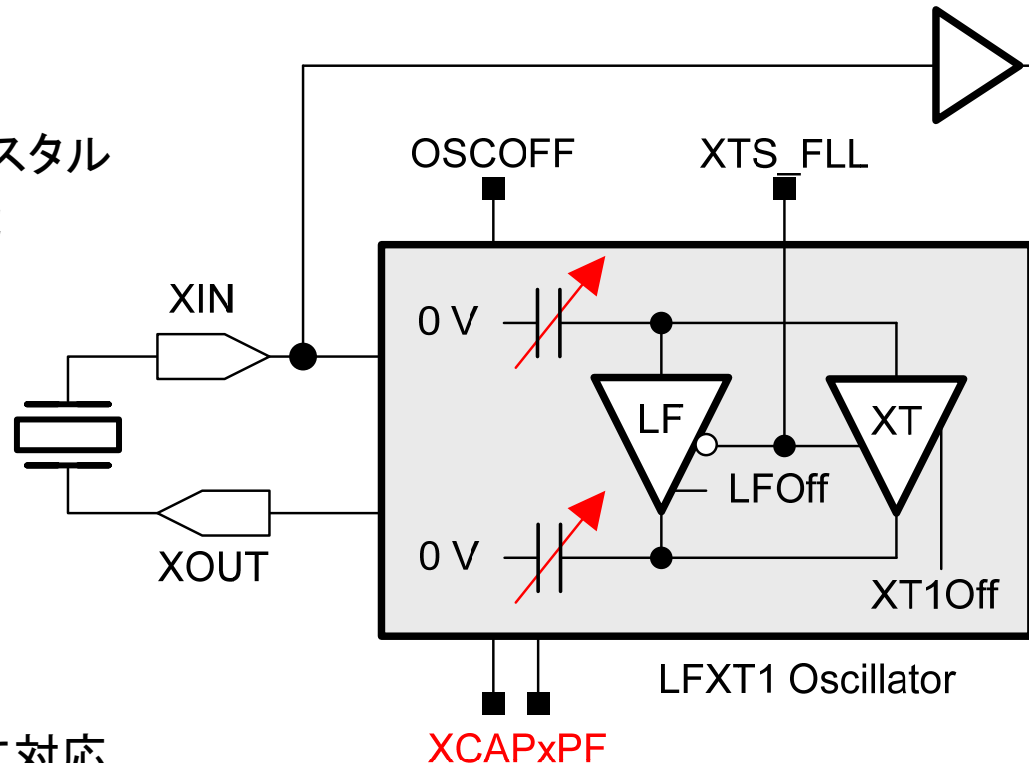 スタル
OSCOFF
XTS_FLL
XIN
0 V
LF
XT
LFOff
0 V
XOUT
XT1Off
LFXT1 Oscillator
XCAPxPF
対応